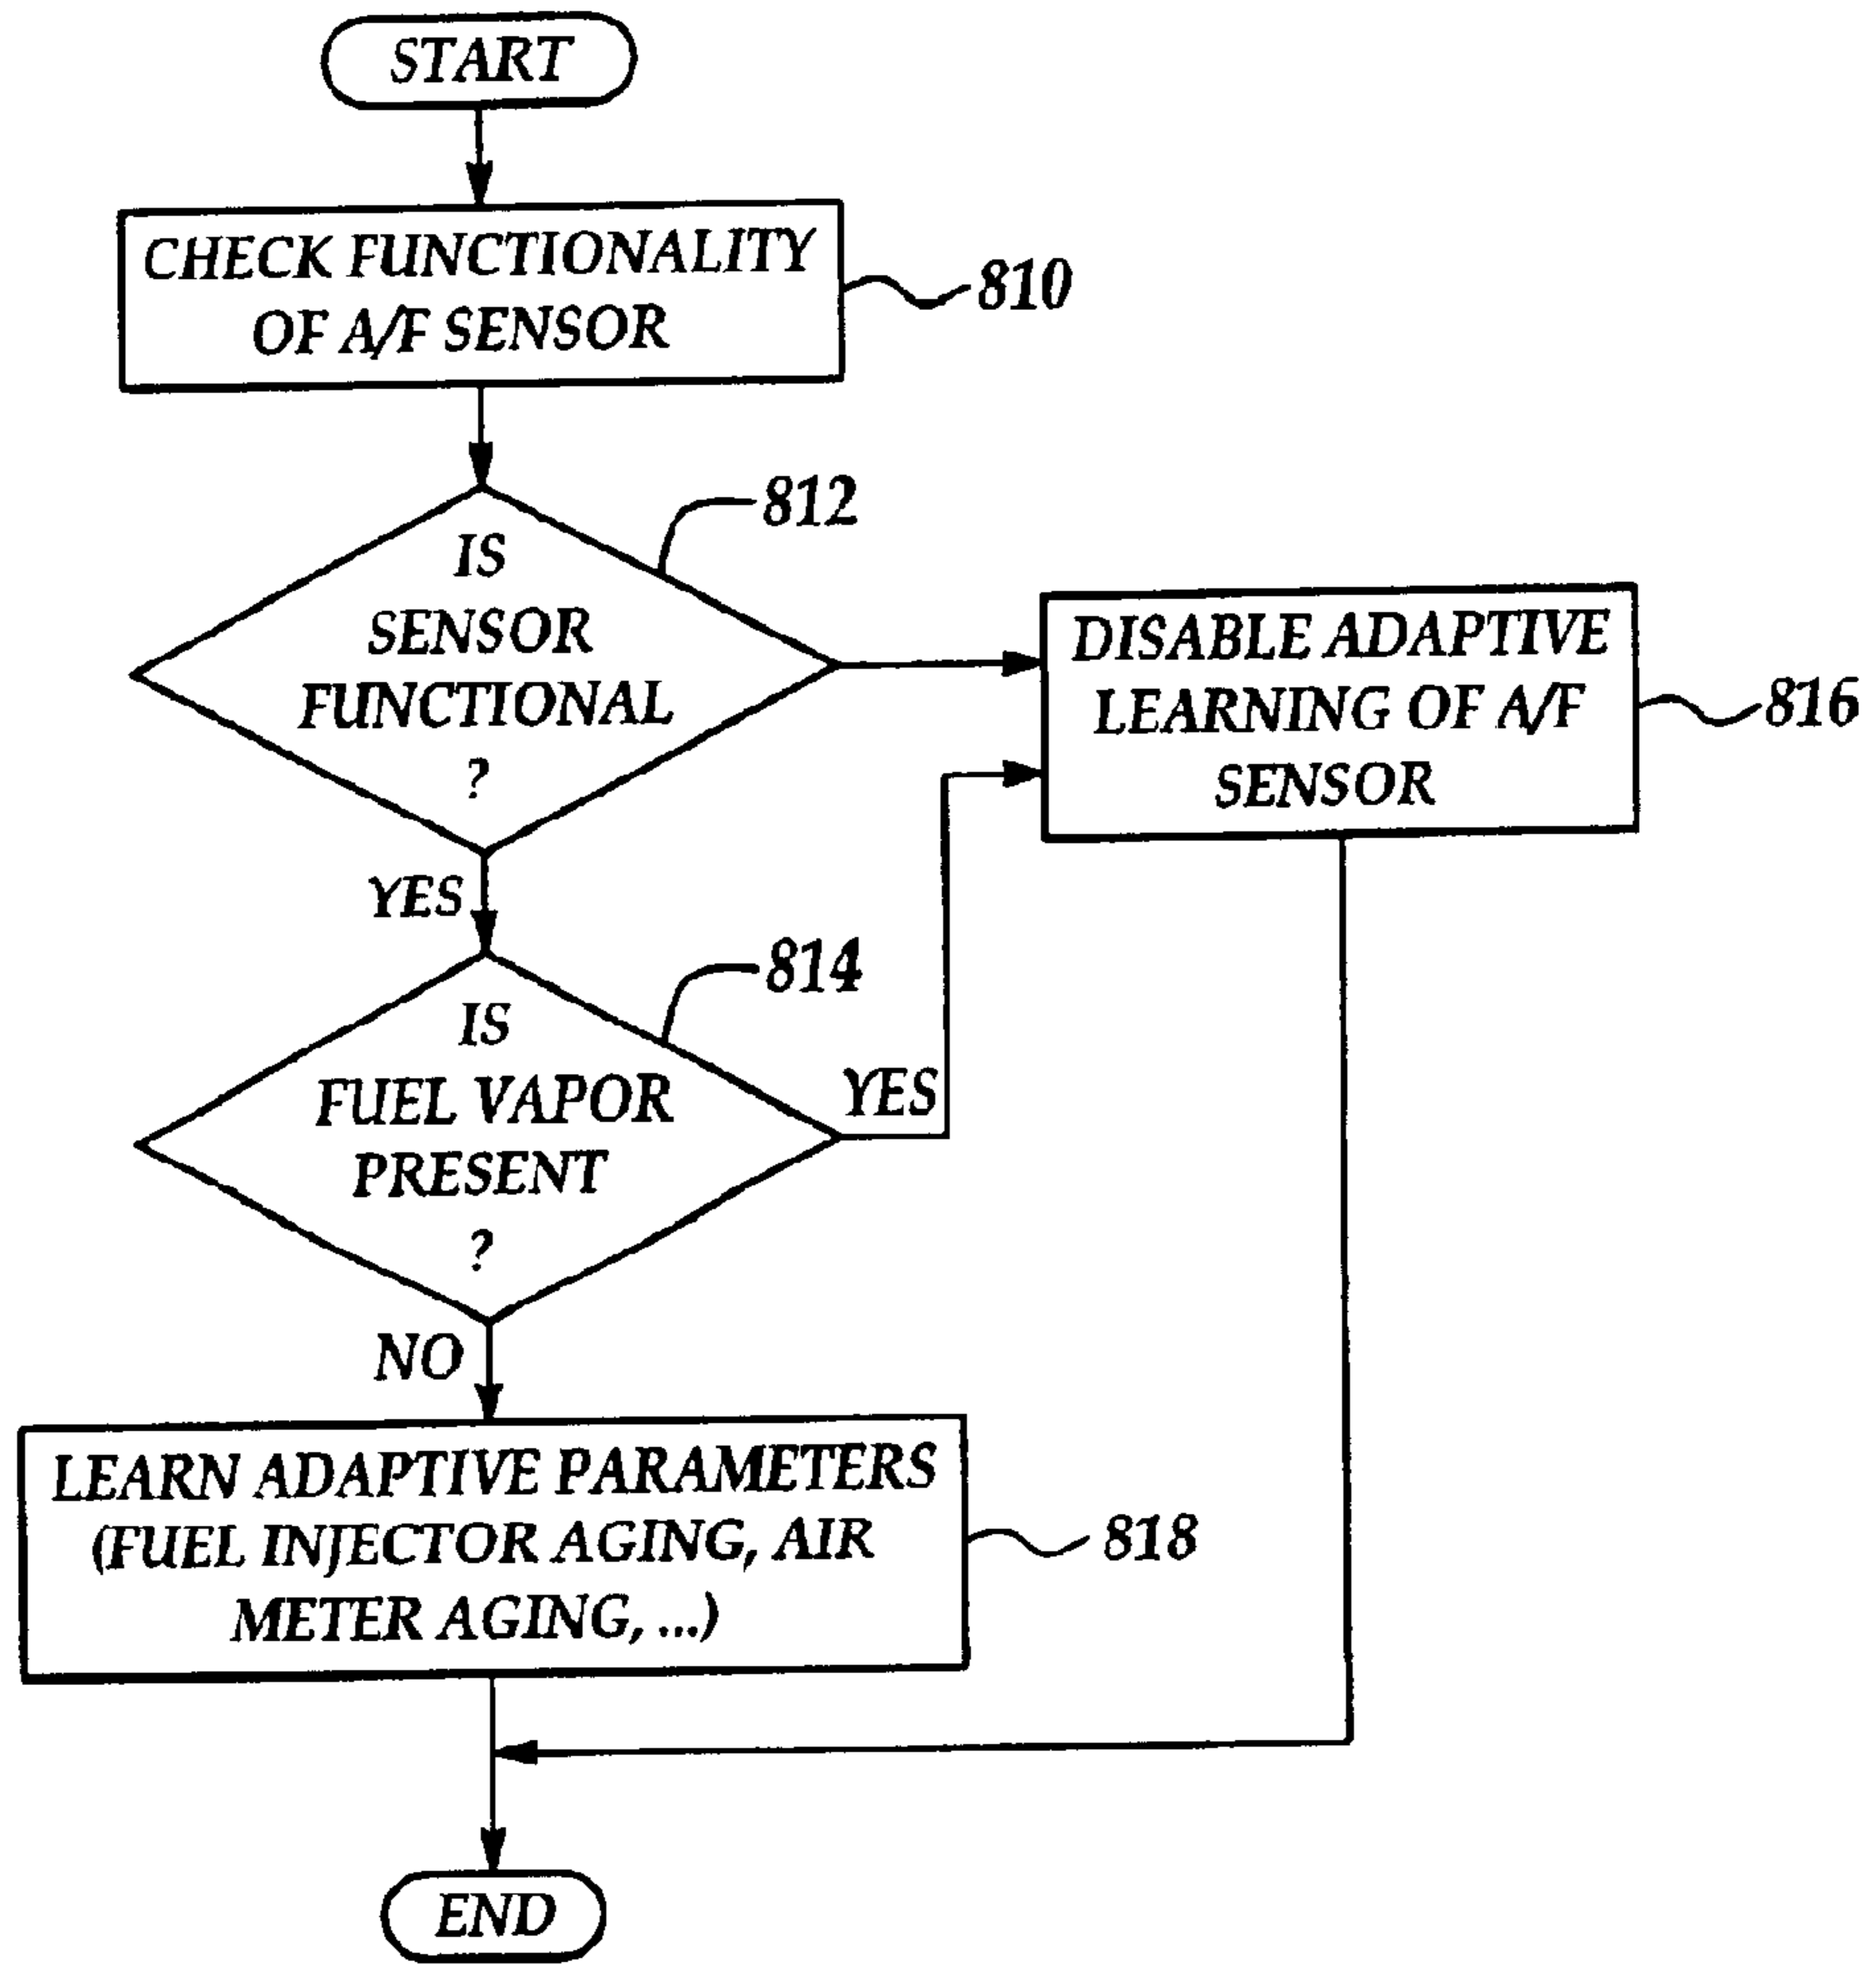 START
CHECK FUNCTIONALITY
OF A/F SENSOR
810
IS
SENSOR
FUNCTIONAL
?
812
DISABLE ADAPTIVE
LEARNING OF A/F
SENSOR
816
YES
IS
FUEL VAPOR
PRESENT
?
814
YES
NO
LEARN ADAPTIVE PARAMETERS
(FUEL INJECTOR AGING, AIR
METER AGING, ...)
818
END